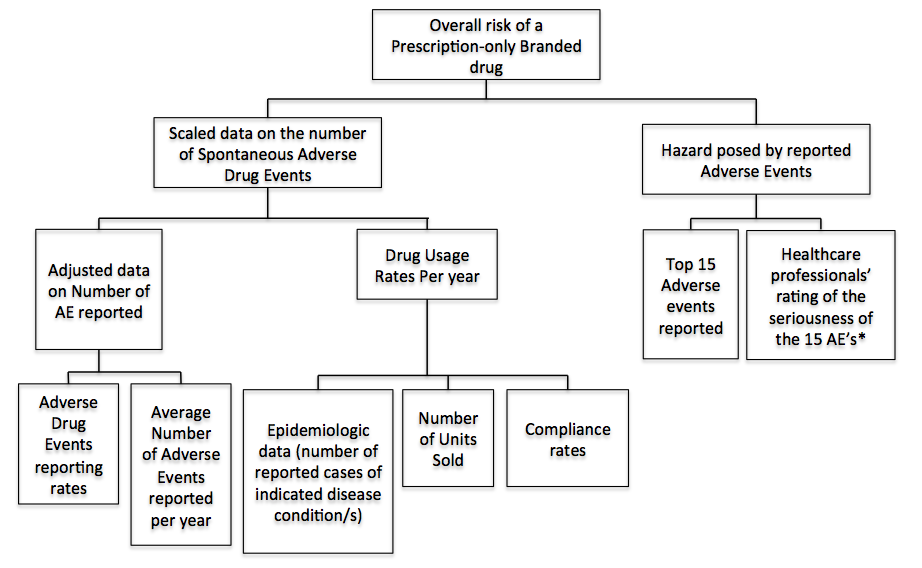 Overall risk of a
Prescription-only Branded
drug
Scaled data on the number
of Spontaneous Adverse
Drug Events
Hazard posed by reported
Adverse Events
Adjusted data
on Number of
AE reported
Drug Usage
Rates Per year
Top 15
Adverse
events
reported
Healthcare
professionals’
rating of the
seriousness of
the 15 AE’s*
Adverse
Drug
Events
reporting
rates
Average
Number
of Adverse
Events
reported
per year
Epidemiologic
data (number of
reported cases of
indicated disease
condition/s)
Number
of Units
Sold
Compliance
rates